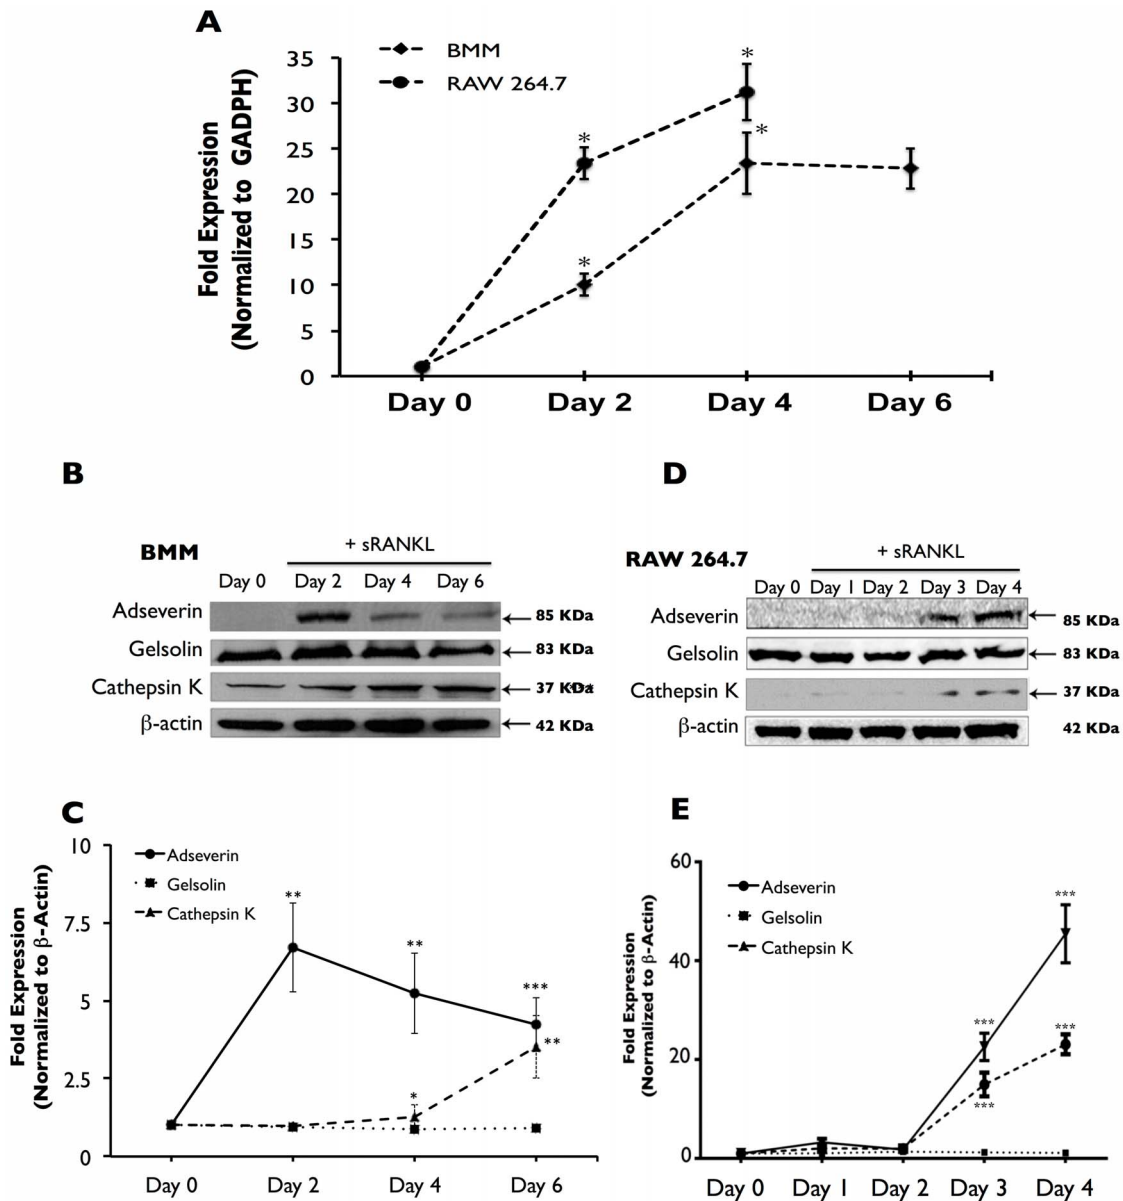 A
BMM
RAW 264.7
*
*
*
*
35
30
25
20
15
10
5
0
Fold Expression
(Normalized to GADPH)
Day 0 Day 2 Day 4 Day 6
B
BMM
+ sRANKL
Day 0 Day 2 Day 4 Day 6
Adseverin 85 KDa
Gelsolin 83 KDa
Cathepsin K 37 KDa
β-actin 42 KDa
D
RAW 264.7
+ sRANKL
Day 0 Day 1 Day 2 Day 3 Day 4
Adseverin 85 KDa
Gelsolin 83 KDa
Cathepsin K 37 KDa
β-actin 42 KDa
C
Adseverin
Gelsolin
Cathepsin K
**
**
***
**
*
10
7.5
5
2.5
0
Fold Expression
(Normalized to β-Actin)
Day 0 Day 2 Day 4 Day 6
E
Adseverin
Gelsolin
Cathepsin K
***
***
***
***
60
40
20
0
Fold Expression
(Normalized to β-Actin)
Day 0 Day 1 Day 2 Day 3 Day 4